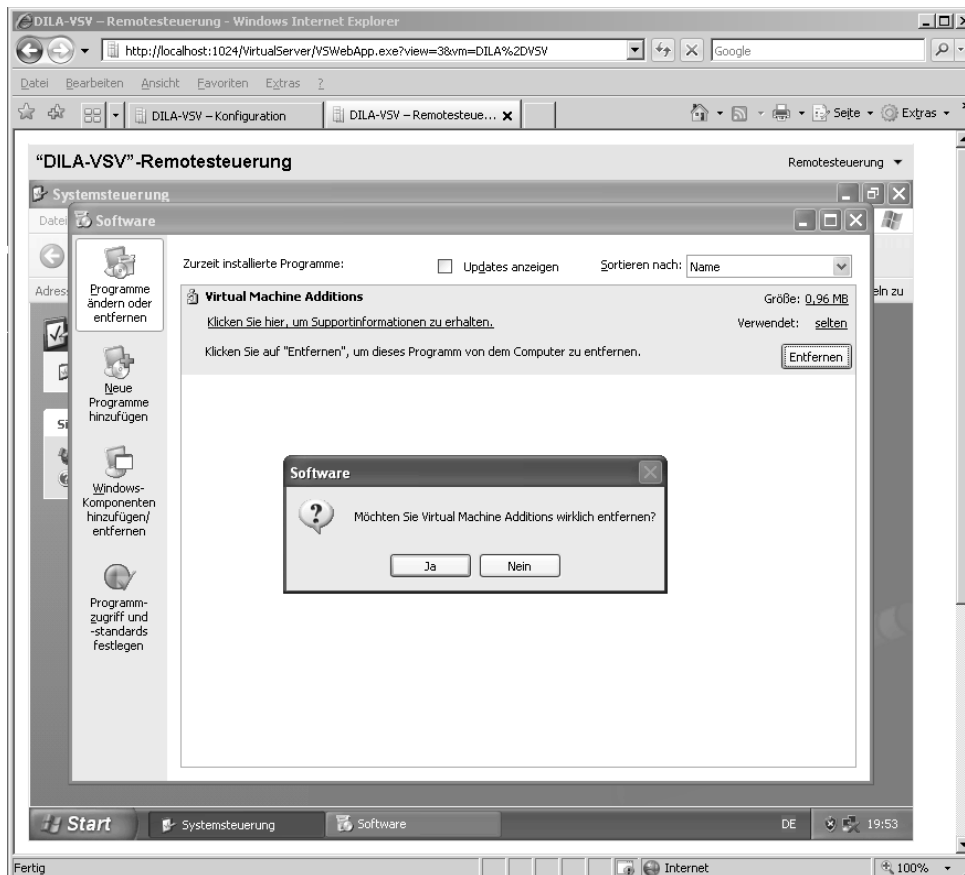 DILA-VSV – Remotesteuerung - Windows Internet Explorer
http://localhost:1024/VirtualServer/VSWebApp.exe?view=3&vm=DILA%2DVSV
Google
Datei Bearbeiten Ansicht Favoriten Extras ?
DILA-VSV – Konfiguration
DILA-VSV – Remotesteue...
Seite
Extras
"DILA-VSV"-Remotesteuerung
Remotesteuerung
Systemsteuerung
Datei
Software
Zurzeit installierte Programme:
Updates anzeigen
Sortieren nach:
Name
Adres
eln zu
Programme
ändern oder
entfernen
Virtual Machine Additions
Größe: 0,96 MB
Klicken Sie hier, um Supportinformationen zu erhalten.
Verwendet: selten
Klicken Sie auf "Entfernen", um dieses Programm von dem Computer zu entfernen.
Entfernen
Neue
Programme
hinzufügen
Si
Windows-
Komponenten
hinzufügen/
entfernen
Software
Möchten Sie Virtual Machine Additions wirklich entfernen?
Ja
Nein
Programm-
zugriff und
-standards
festlegen
Start
Systemsteuerung
Software
DE
19:53
Fertig
Internet
100%